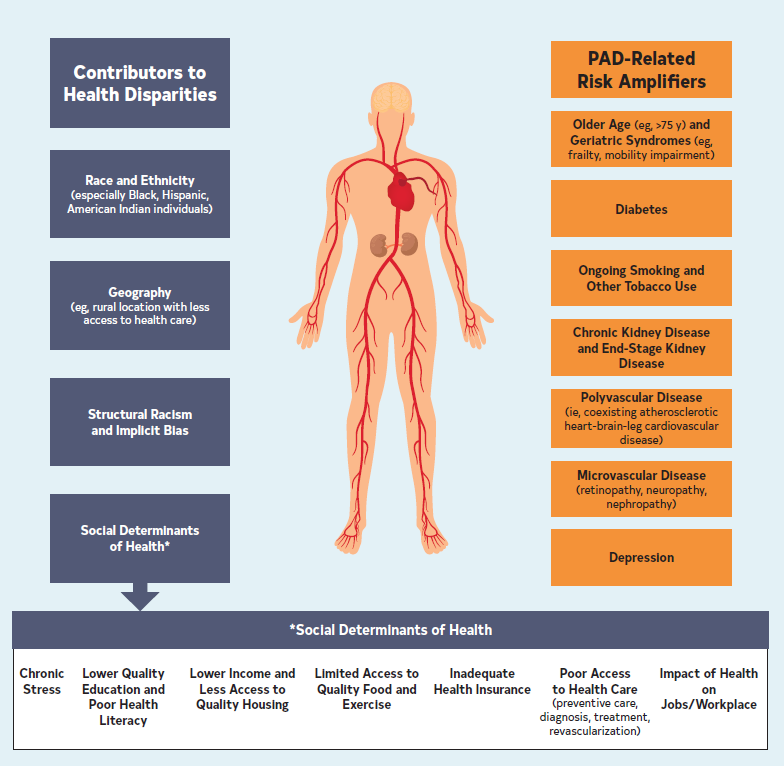 Contributors to
Health Disparities
Race and Ethnicity
(especially Black, Hispanic,
American Indian individuals)
Geography
(eg, rural location with less
access to health care)
Structural Racism
and Implicit Bias
Social Determinants
of Health*
PAD-Related
Risk Amplifiers
Older Age (eg, >75 y) and
Geriatric Syndromes (eg,
frailty, mobility impairment)
Diabetes
Ongoing Smoking and
Other Tobacco Use
Chronic Kidney Disease
and End-Stage Kidney
Disease
Polyvascular Disease
(ie, coexisting atherosclerotic
heart-brain-leg cardiovascular
disease)
Microvascular Disease
(retinopathy, neuropathy,
nephropathy)
Depression
*Social Determinants of Health
Chronic
Stress
Lower Quality
Education and
Poor Health
Literacy
Lower Income and
Less Access to
Quality Housing
Limited Access to
Quality Food and
Exercise
Inadequate
Health Insurance
Poor Access
to Health Care
(preventive care,
diagnosis, treatment,
revascularization)
Impact of Health
on
Jobs/Workplace